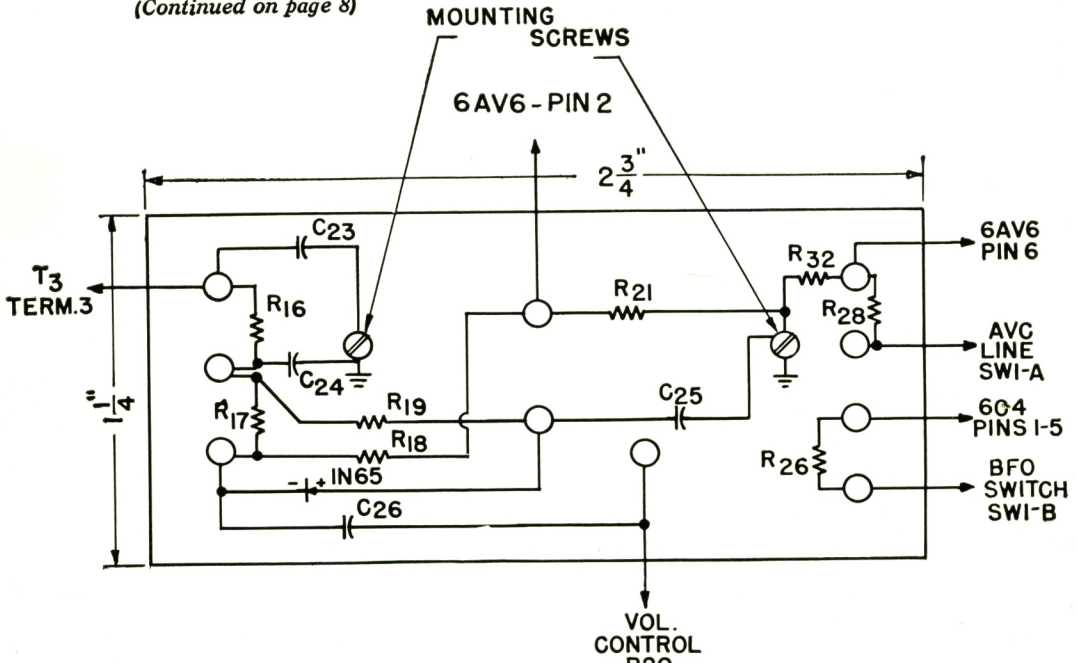 (Continued on page 8)
MOUNTING
SCREWS
6AV6-PIN 2
2 3/4"
C23
T3
TERM.3
R16
C24
1 1/4"
R17
R19
R18
- + IN65
C26
R21
C25
R32
R28
R26
6AV6
PIN 6
AVC
LINE
SWI-A
6C4
PINS 1-5
BFO
SWITCH
SWI-B
VOL.
CONTROL